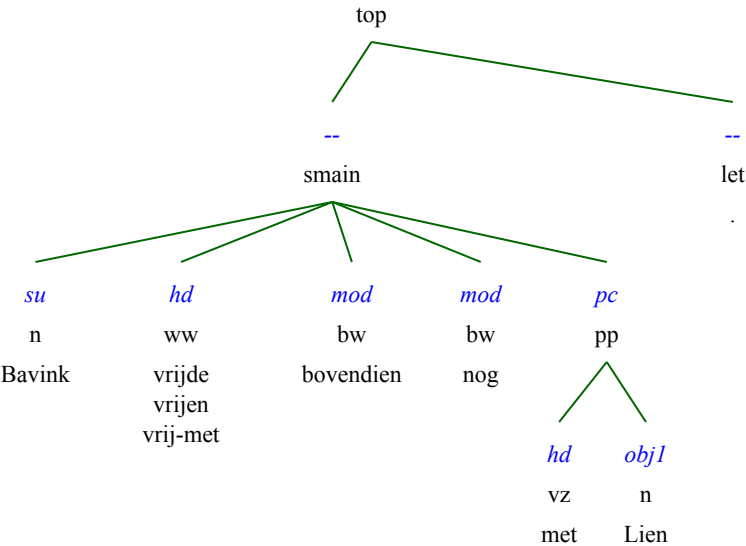 top
-- --
smain let
.
su hd mod mod pc
n ww bw bw pp
Bavink vrijde bovendien nog
vrijen
vrij-met
hd obj1
vz n
met Lien